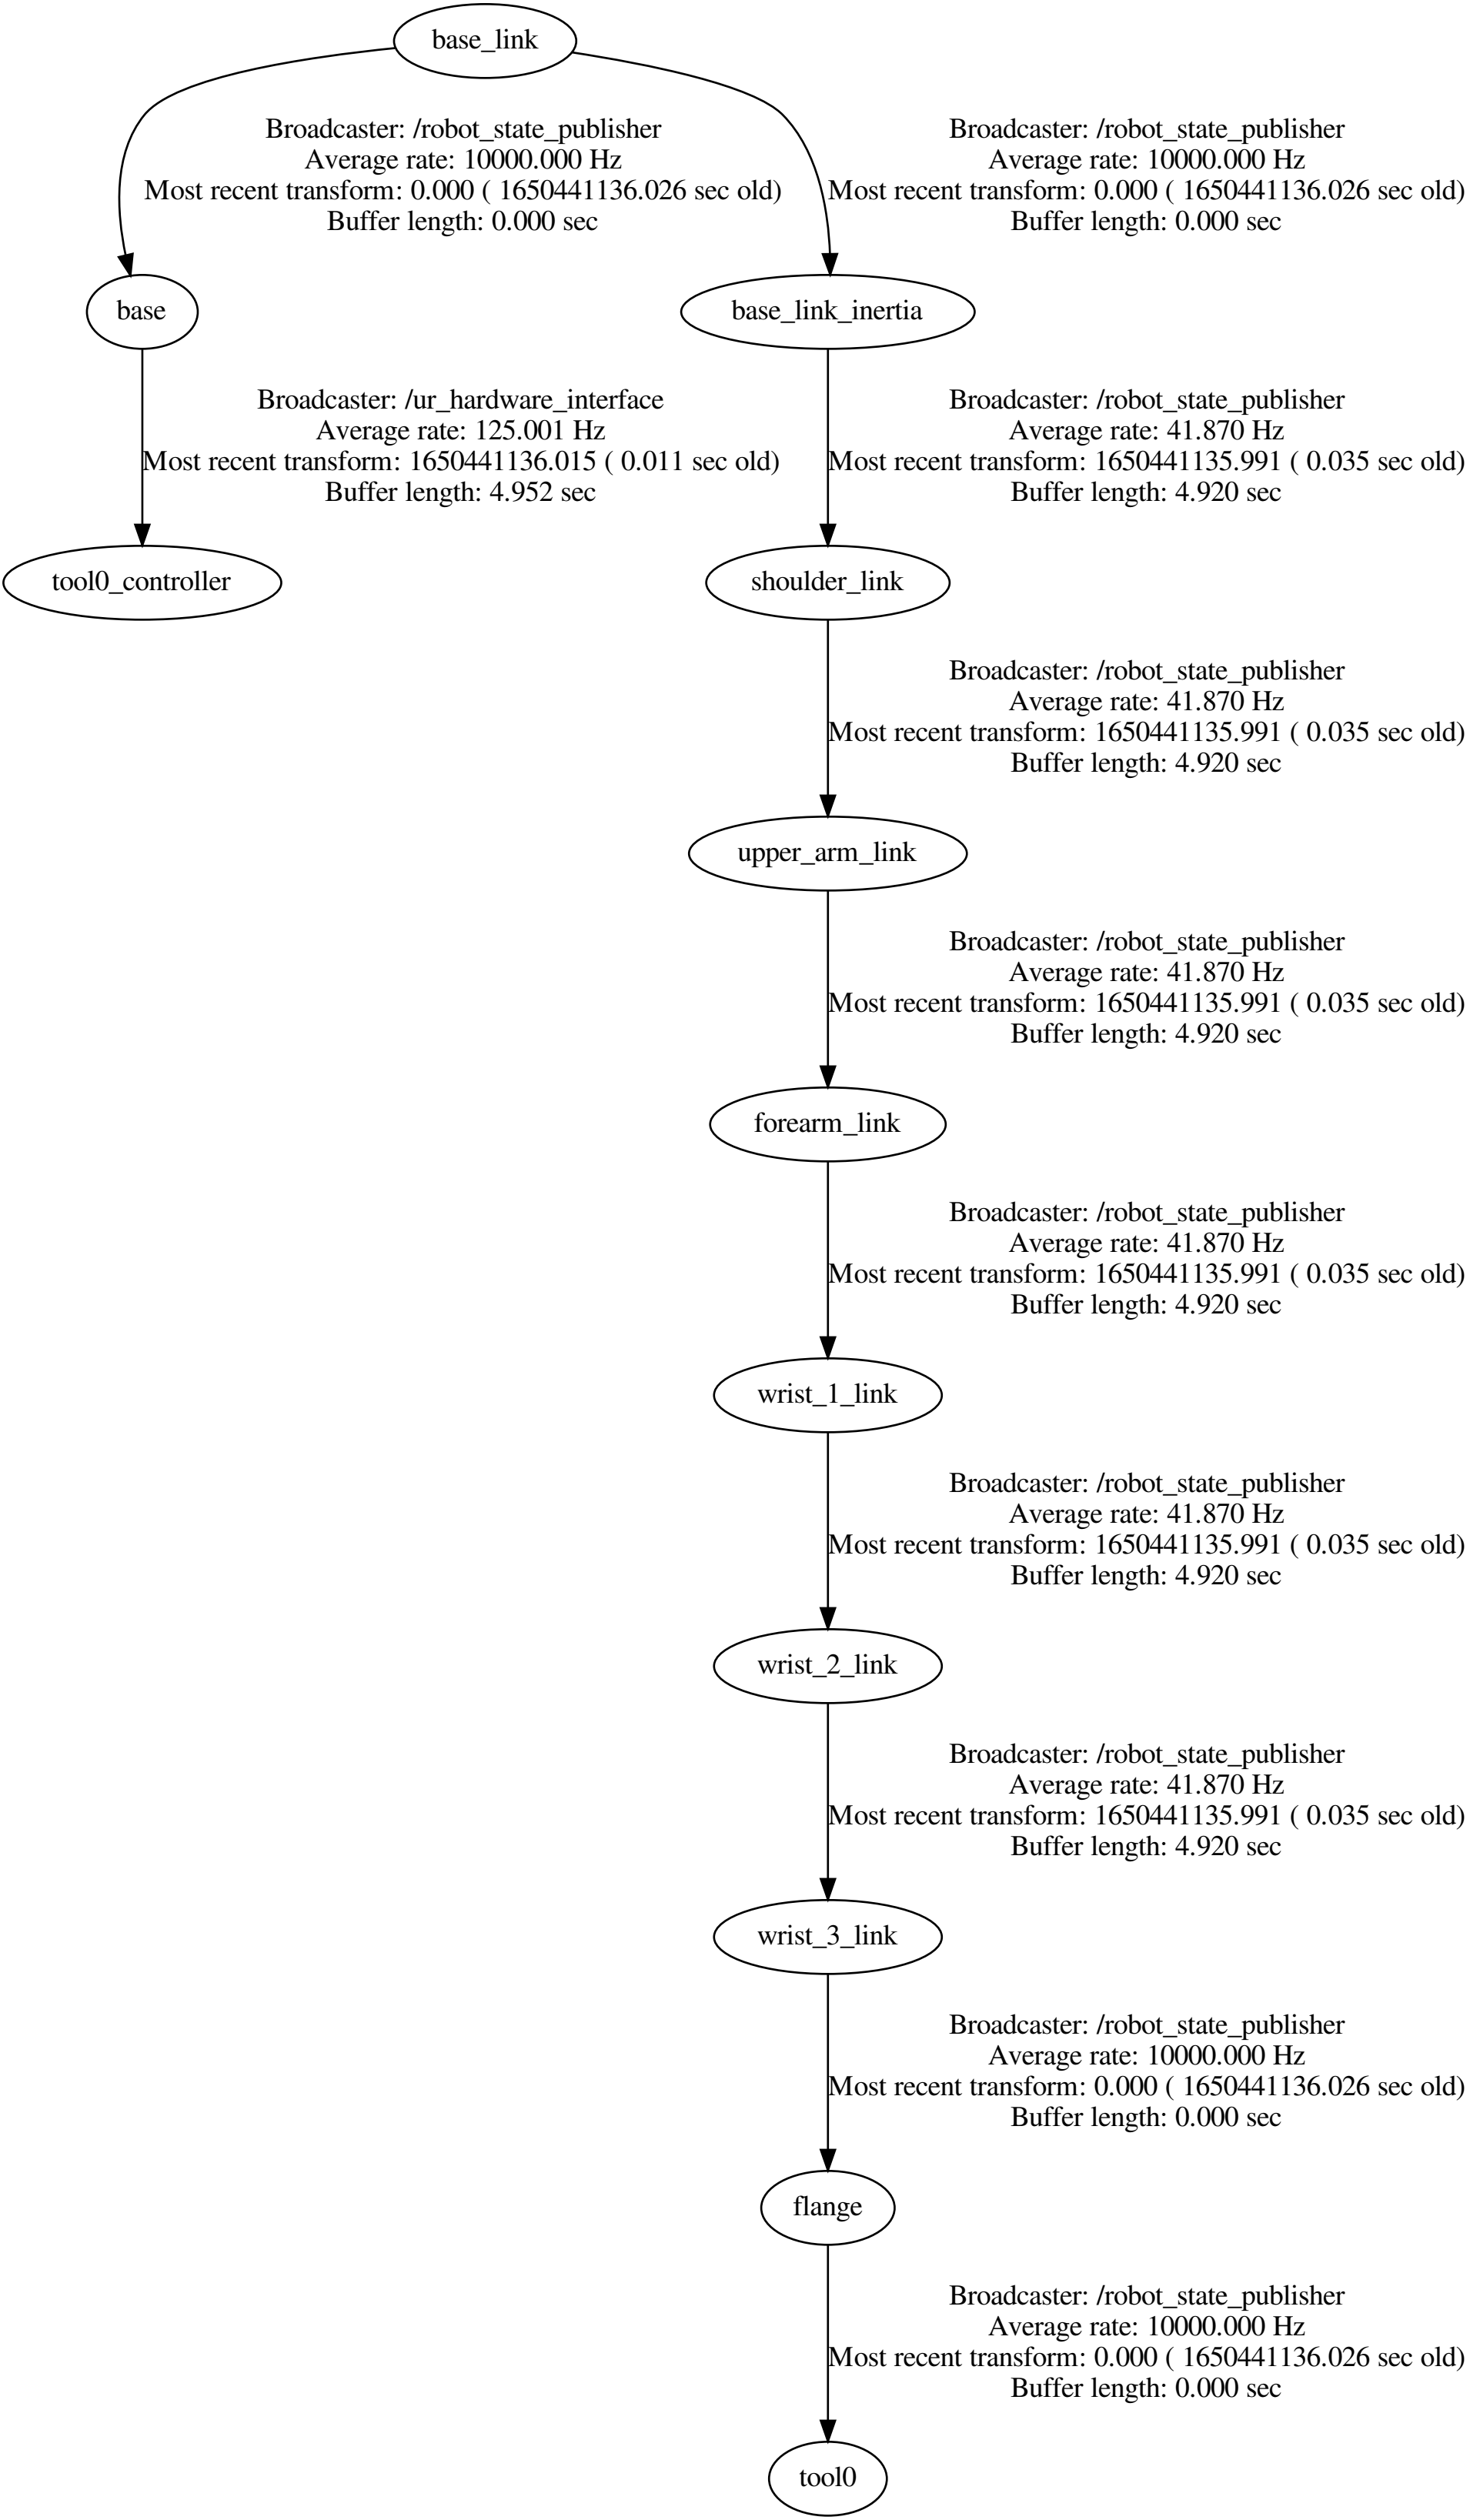 base_link
Broadcaster: /robot_state_publisher
Average rate: 10000.000 Hz
Most recent transform: 0.000 ( 1650441136.026 sec old)
Buffer length: 0.000 sec
Broadcaster: /robot_state_publisher
Average rate: 10000.000 Hz
Most recent transform: 0.000 ( 1650441136.026 sec old)
Buffer length: 0.000 sec
base
base_link_inertia
Broadcaster: /ur_hardware_interface
Average rate: 125.001 Hz
Most recent transform: 1650441136.015 ( 0.011 sec old)
Buffer length: 4.952 sec
Broadcaster: /robot_state_publisher
Average rate: 41.870 Hz
Most recent transform: 1650441135.991 ( 0.035 sec old)
Buffer length: 4.920 sec
tool0_controller
shoulder_link
Broadcaster: /robot_state_publisher
Average rate: 41.870 Hz
Most recent transform: 1650441135.991 ( 0.035 sec old)
Buffer length: 4.920 sec
upper_arm_link
Broadcaster: /robot_state_publisher
Average rate: 41.870 Hz
Most recent transform: 1650441135.991 ( 0.035 sec old)
Buffer length: 4.920 sec
forearm_link
Broadcaster: /robot_state_publisher
Average rate: 41.870 Hz
Most recent transform: 1650441135.991 ( 0.035 sec old)
Buffer length: 4.920 sec
wrist_1_link
Broadcaster: /robot_state_publisher
Average rate: 41.870 Hz
Most recent transform: 1650441135.991 ( 0.035 sec old)
Buffer length: 4.920 sec
wrist_2_link
Broadcaster: /robot_state_publisher
Average rate: 41.870 Hz
Most recent transform: 1650441135.991 ( 0.035 sec old)
Buffer length: 4.920 sec
wrist_3_link
Broadcaster: /robot_state_publisher
Average rate: 10000.000 Hz
Most recent transform: 0.000 ( 1650441136.026 sec old)
Buffer length: 0.000 sec
flange
Broadcaster: /robot_state_publisher
Average rate: 10000.000 Hz
Most recent transform: 0.000 ( 1650441136.026 sec old)
Buffer length: 0.000 sec
tool0